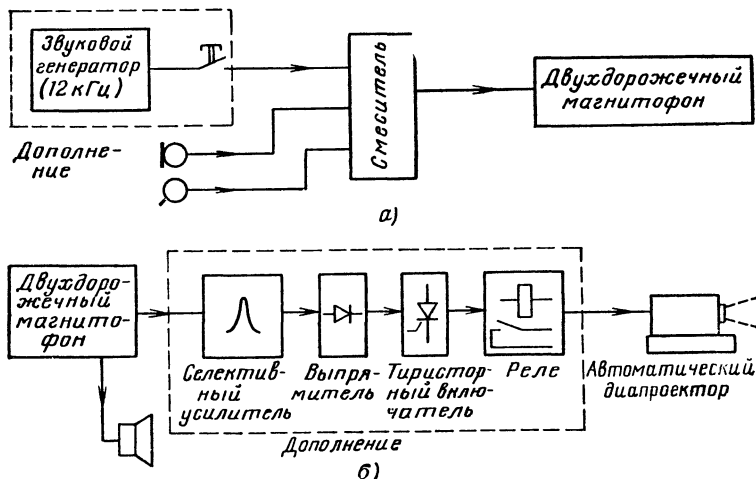 Звуковой
генератор
(12 кГц)
Дополне-
ние
Смеситель
Двухдорожечный
магнитофон
а)
Двухдоро-
жечный
магнито-
фон
Селектив-
ный
усилитель
Выпря-
митель
Тиристор-
ный вклю-
чатель
Реле
Автоматический
диапроектор
Дополнение
б)